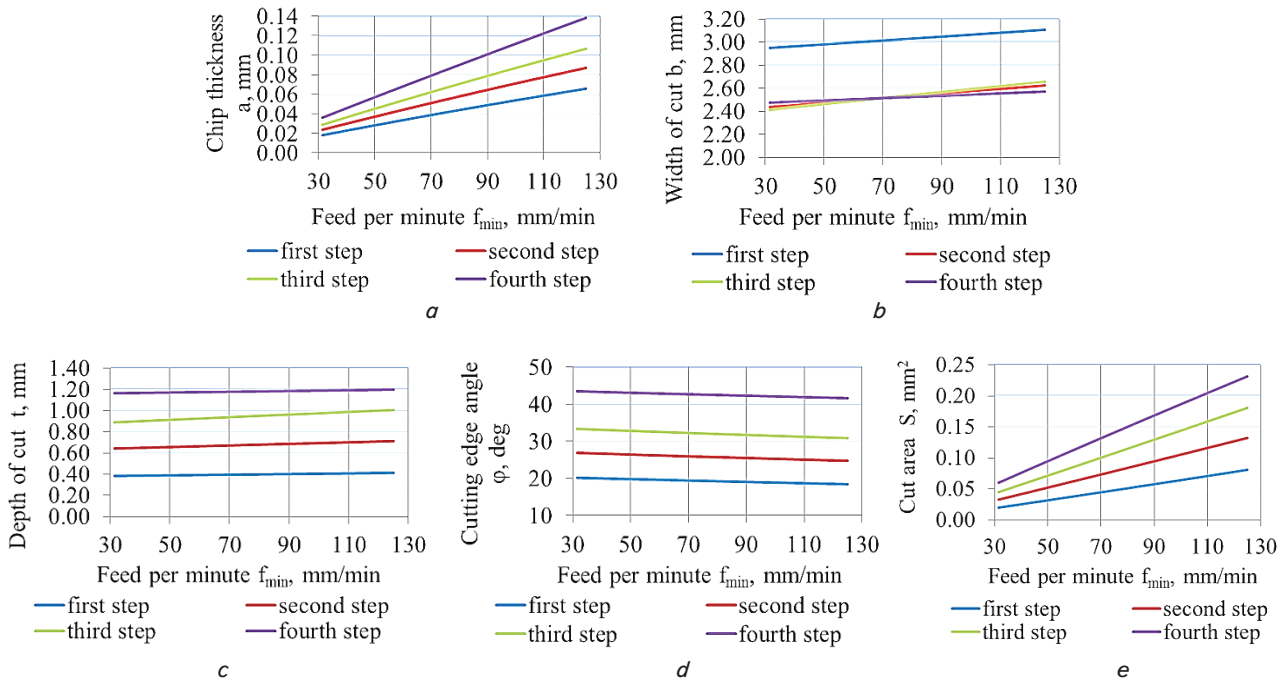 Chip thickness
a, mm
0.14
0.12
0.10
0.08
0.06
0.04
0.02
0.00
30 50 70 90 110 130
Feed per minute f_min, mm/min
first step second step
third step fourth step
a
Width of cut b, mm
3.20
3.00
2.80
2.60
2.40
2.20
2.00
30 50 70 90 110 130
Feed per minute f_min, mm/min
first step second step
third step fourth step
b
Depth of cut t, mm
1.40
1.20
1.00
0.80
0.60
0.40
0.20
0.00
30 50 70 90 110 130
Feed per minute f_min, mm/min
first step second step
third step fourth step
c
Cutting edge angle
φ, deg
50
40
30
20
10
30 50 70 90 110 130
Feed per minute f_min, mm/min
first step second step
third step fourth step
d
Cut area S, mm²
0.25
0.20
0.15
0.10
0.05
0.00
30 50 70 90 110 130
Feed per minute f_min, mm/min
first step second step
third step fourth step
e